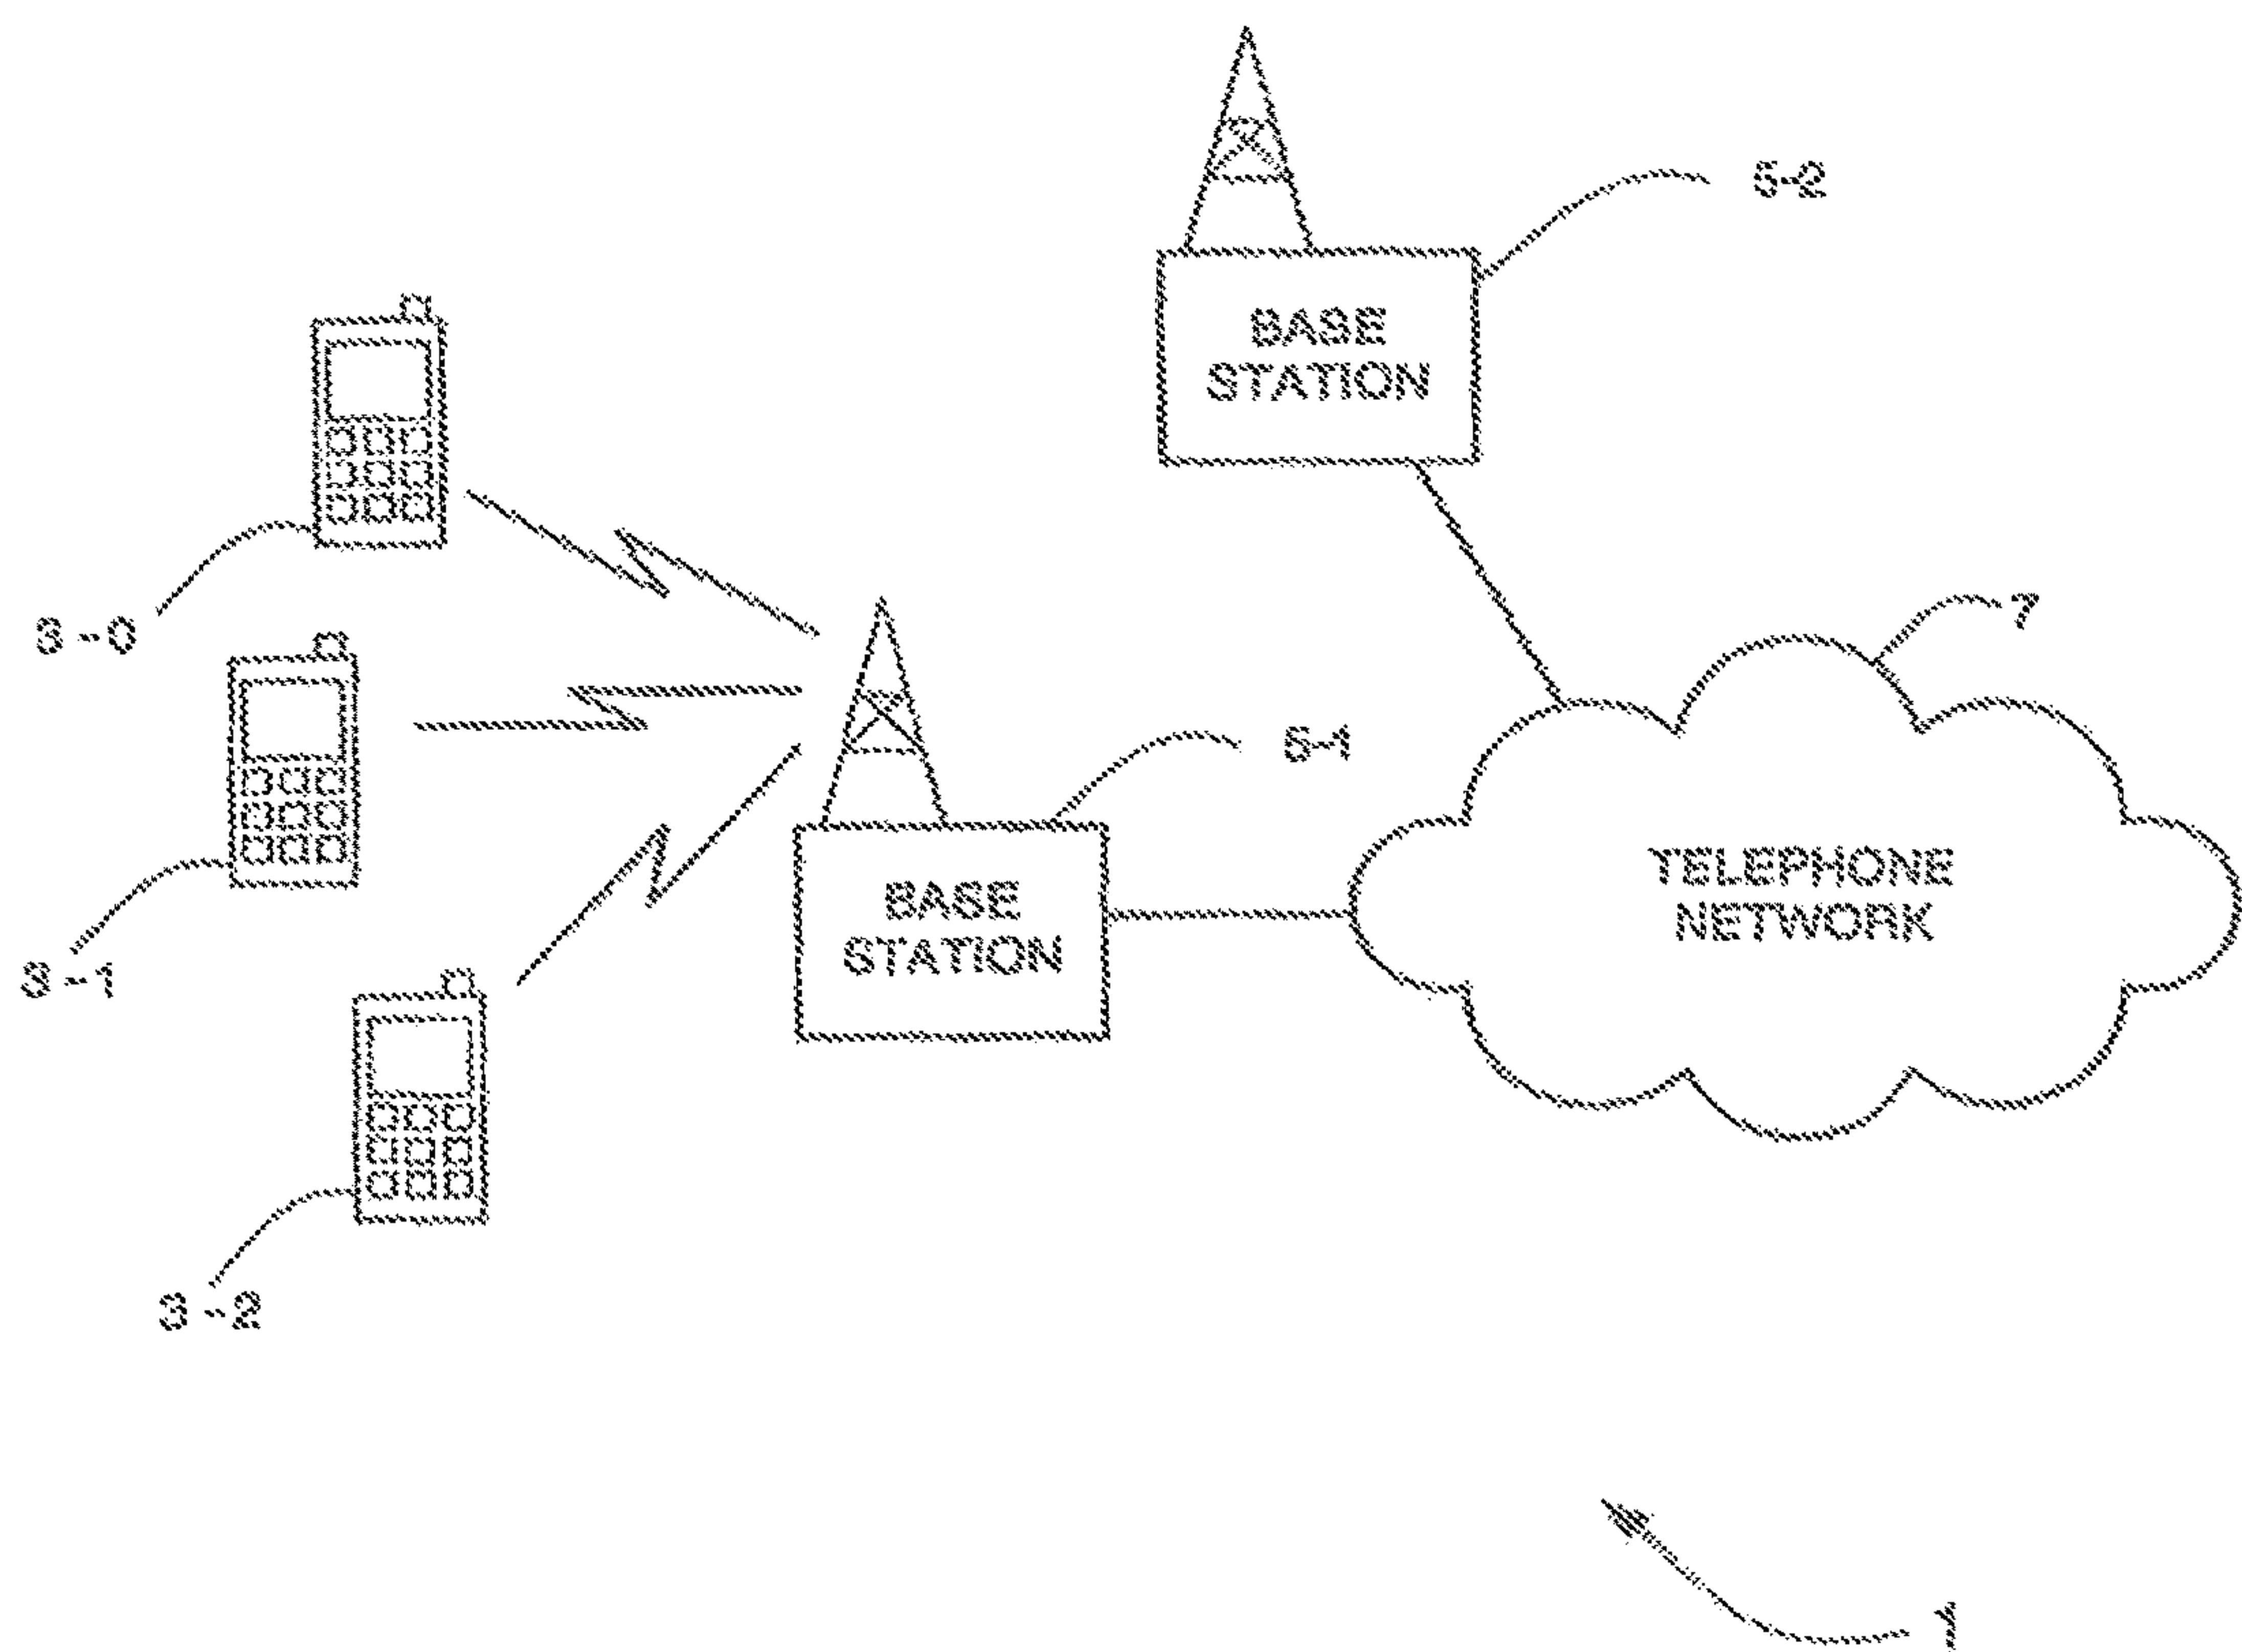 5-2
BASE
STATION
3-0
7
5-1
TELEPHONE
NETWORK
BASE
STATION
3-1
3-2
1